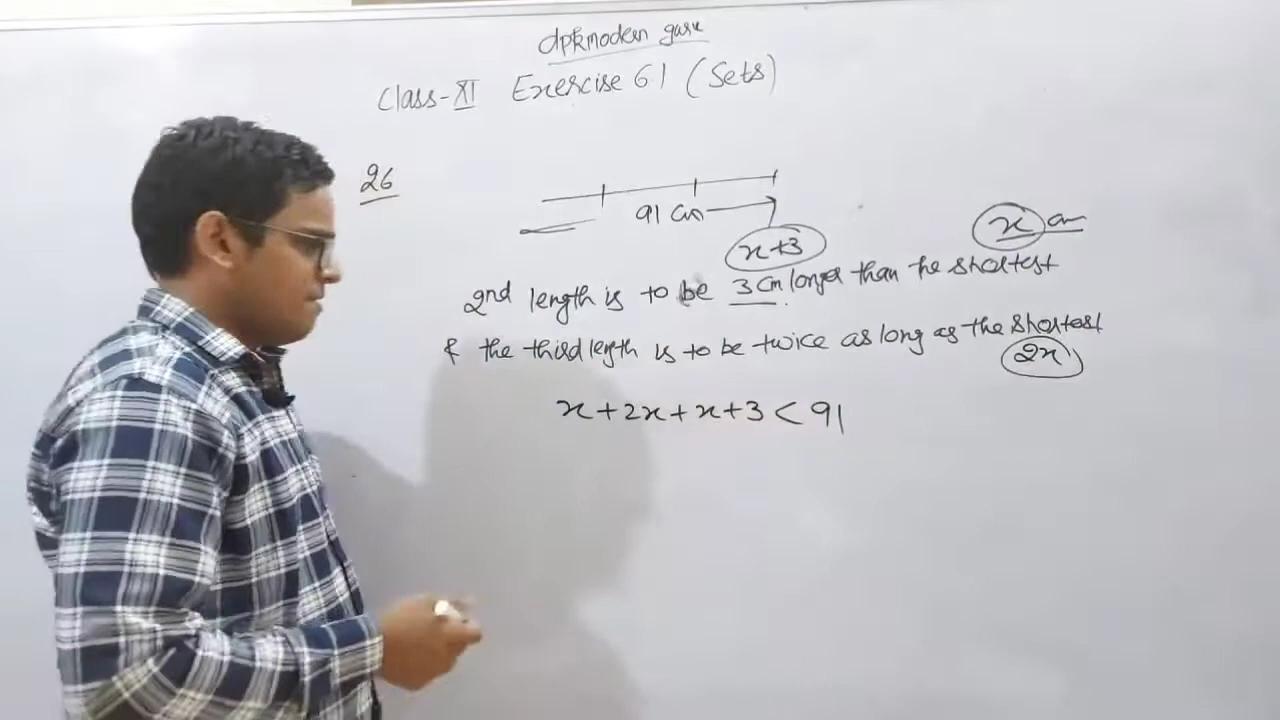 dpkmodern gasx
Class-XI Exercise 6.1 (Sets)
26
91 cm
x+3
x cm
2nd length is to be 3 cm longer than he shortest
& the third length is to be twice as long as the shortest
2x
x+2x+x+3<91